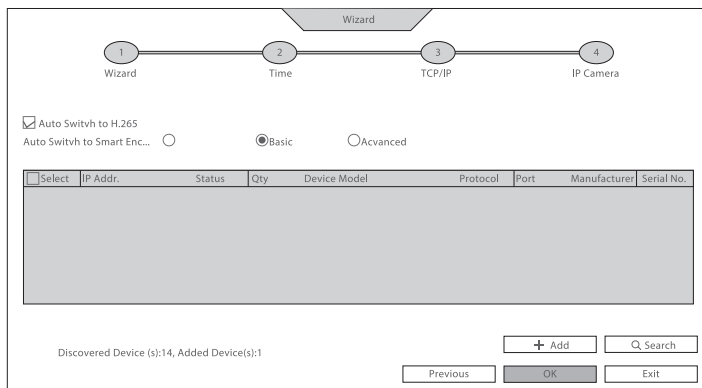 Wizard
1 2 3 4
Wizard Time TCP/IP IP Camera
Auto Switvh to H.265
Auto Switvh to Smart Enc... Basic Acvanced
Select IP Addr. Status Qty Device Model Protocol Port Manufacturer Serial No.
+ Add Search
Discovered Device (s):14, Added Device(s):1
Previous OK Exit